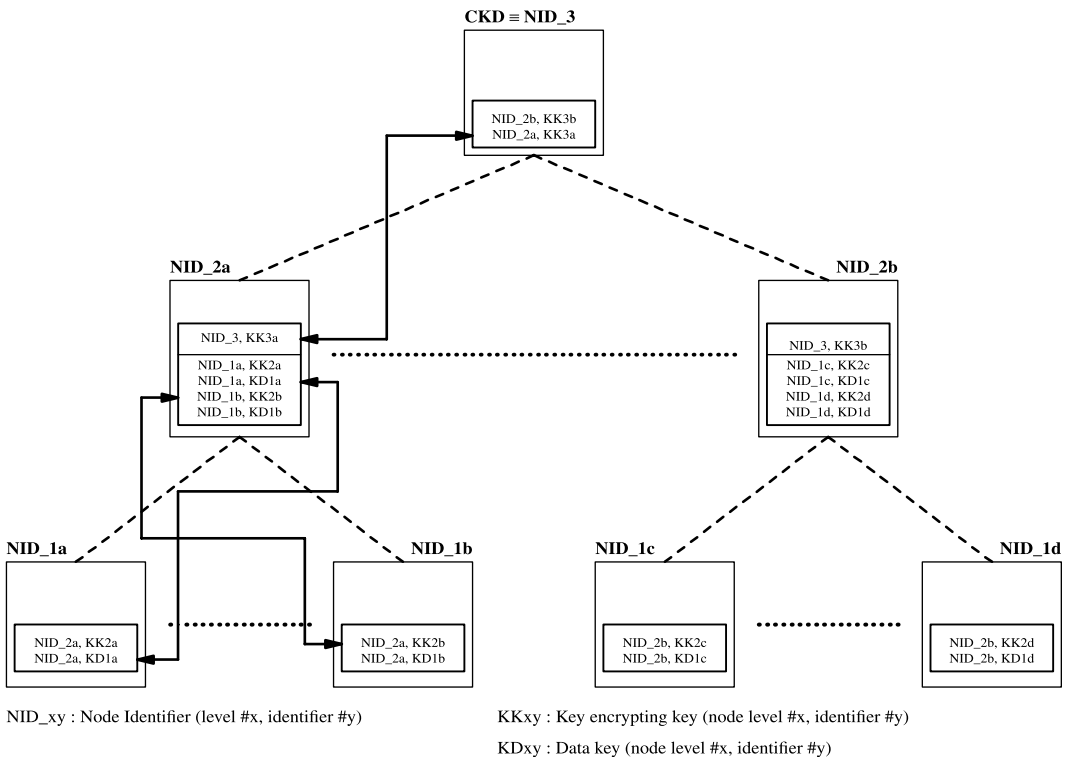 CKD ≡ NID_3
NID_2b, KK3b
NID_2a, KK3a
NID_2a
NID_3, KK3a
NID_1a, KK2a
NID_1a, KD1a
NID_1b, KK2b
NID_1b, KD1b
NID_2b
NID_3, KK3b
NID_1c, KK2c
NID_1c, KD1c
NID_1d, KK2d
NID_1d, KD1d
NID_1a
NID_2a, KK2a
NID_2a, KD1a
NID_1b
NID_2a, KK2b
NID_2a, KD1b
NID_1c
NID_2b, KK2c
NID_2b, KD1c
NID_1d
NID_2b, KK2d
NID_2b, KD1d
NID_xy : Node Identifier (level #x, identifier #y)
KKxy : Key encrypting key (node level #x, identifier #y)
KDxy : Data key (node level #x, identifier #y)